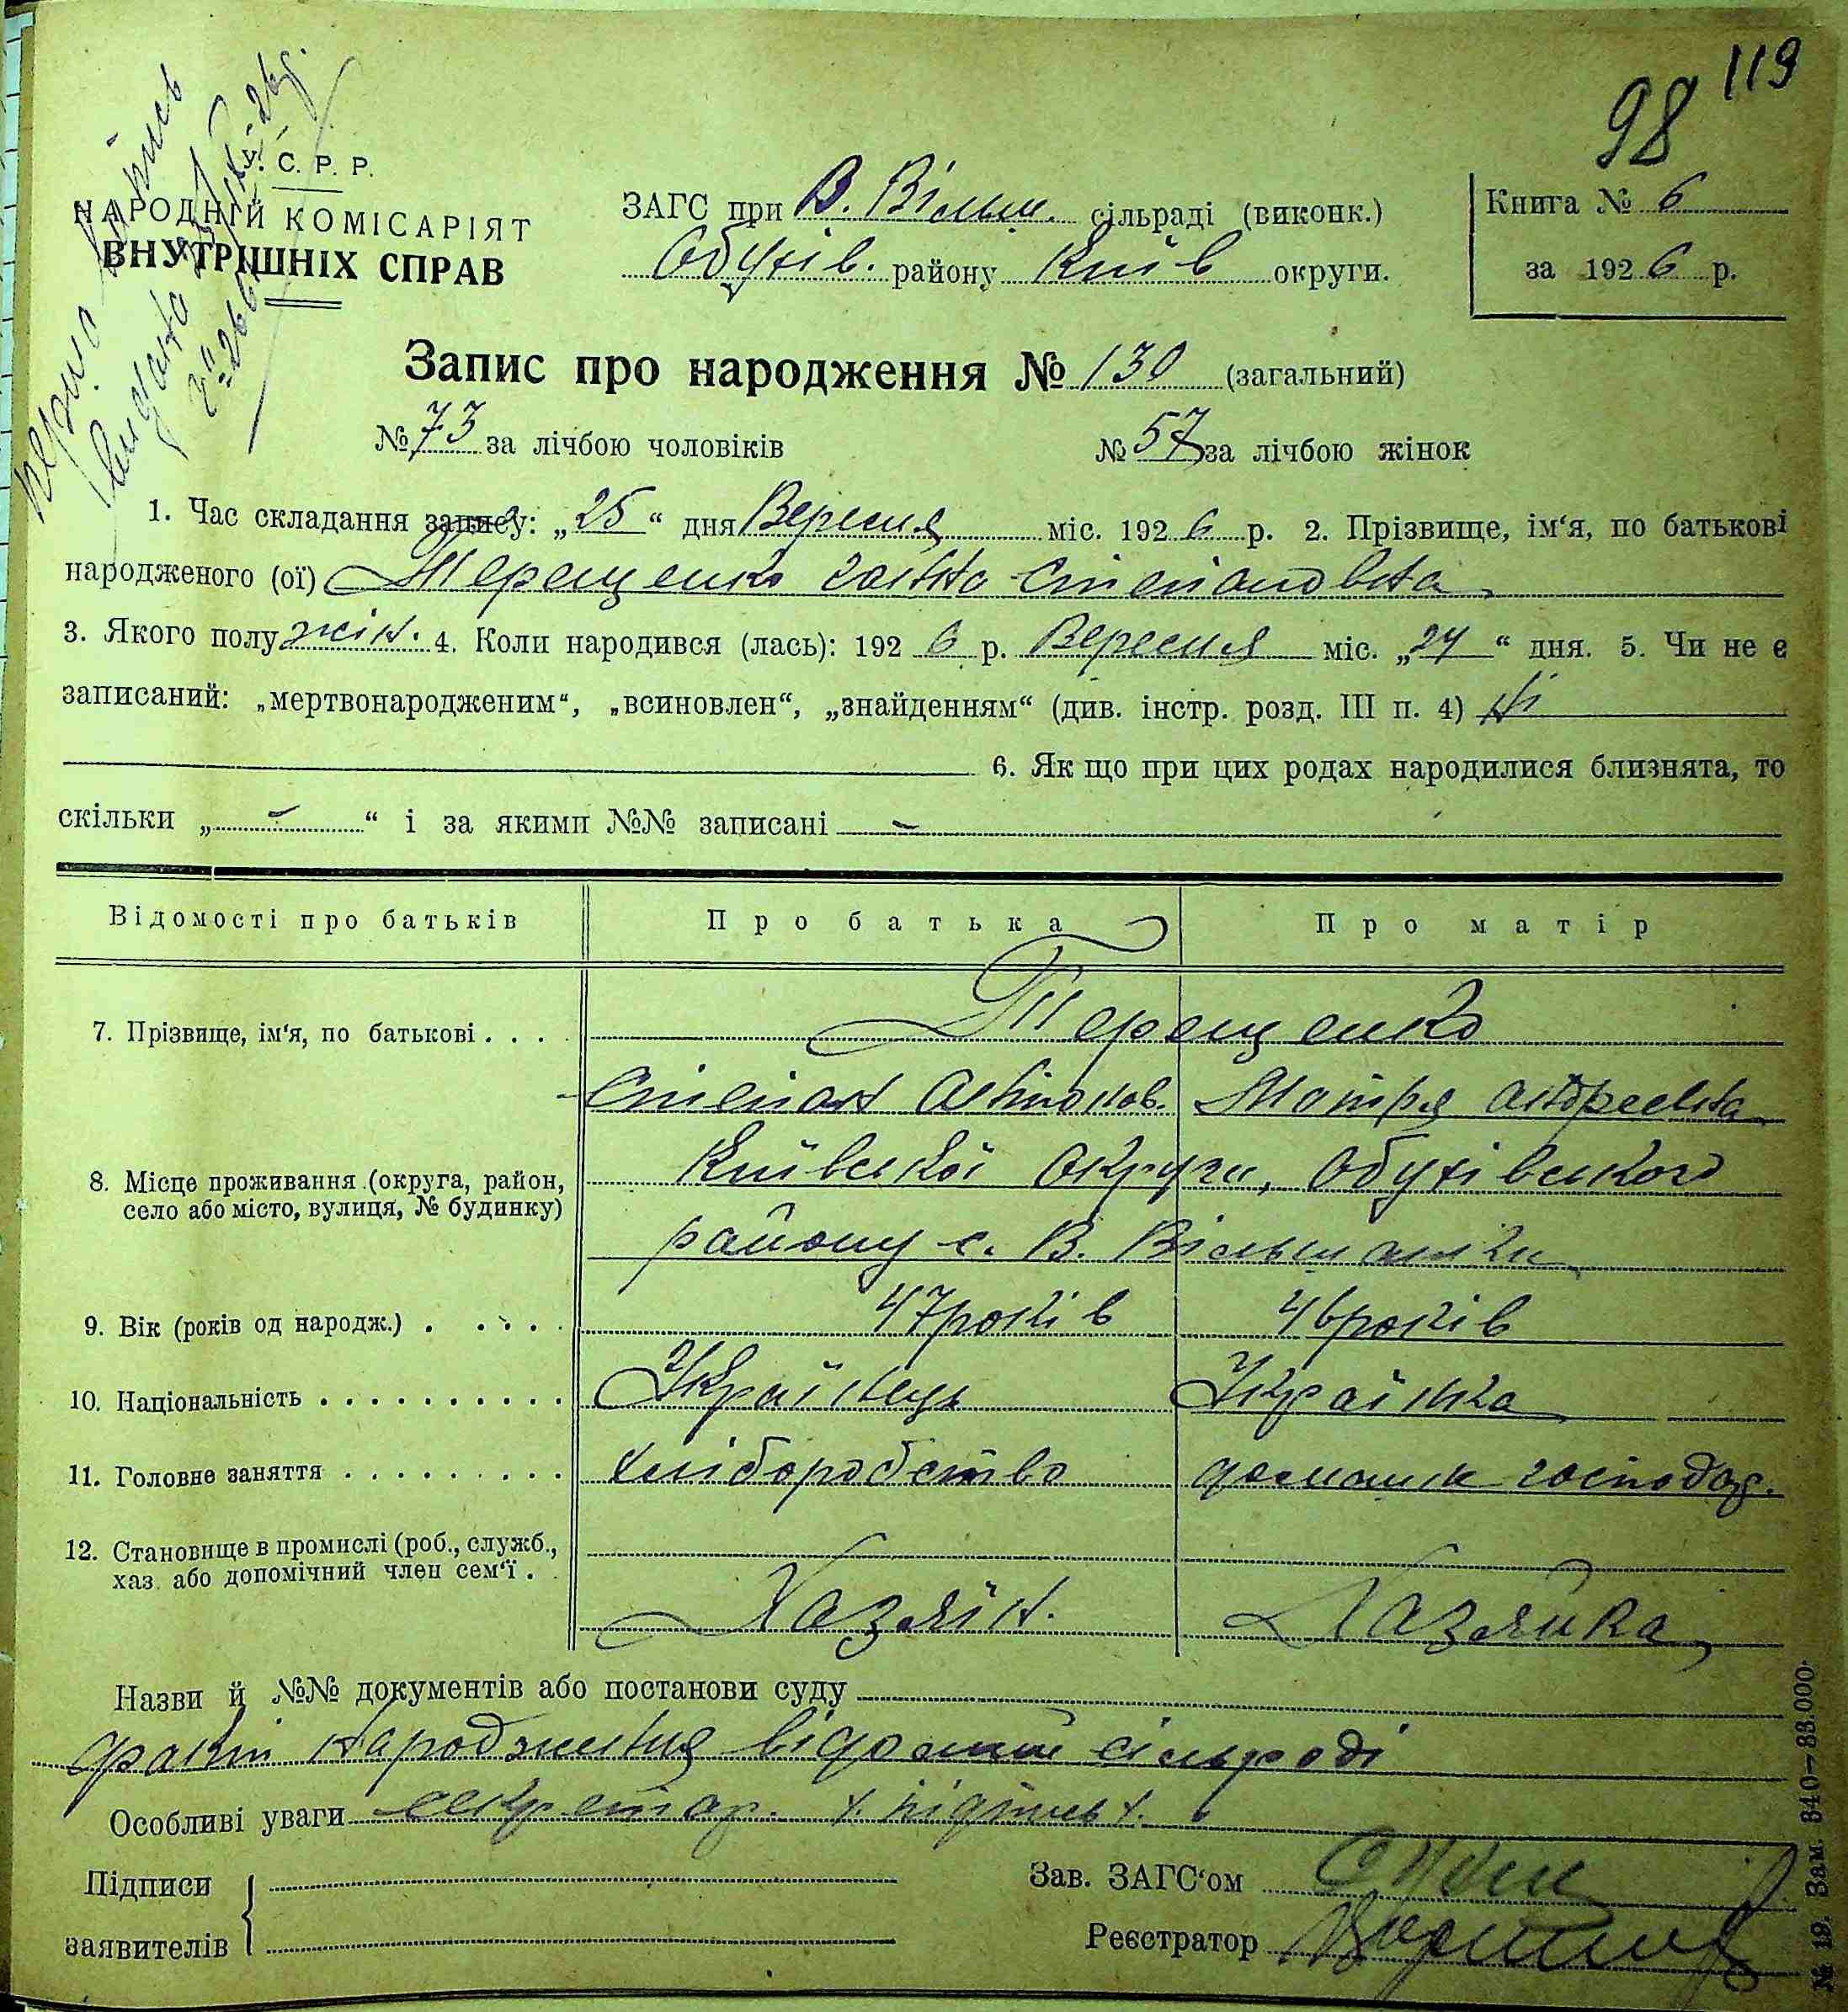 119
98
У. С. Р. Р.
НАРОДНІЙ КОМІСАРІЯТ
ВНУТРІШНІХ СПРАВ
ЗАГС при В. Вільш. сільраді (виконк.)
Обухів. району Київ округи.
Книга № 6
за 1926 р.
Запис про народження № 130 (загальний)
№ 73 за лічбою чоловіків № 57 за лічбою жінок
1. Час складання запису: „25“ дня Вересня міс. 1926 р. 2. Прізвище, ім‘я, по батькові
народженого (ої) Терещенко Ганна Степановна
3. Якого полу жін. 4. Коли народився (лась): 1926 р. Вересня міс. „24“ дня. 5. Чи не є
записаний: „мертвонародженим“, „всиновлен“, „знайденням“ (див. інстр. розд. III п. 4) Ні
6. Як що при цих родах народилися близнята, то
скільки „ - “ і за якими №№ записані -
Відомості про батьків Про батька Про матір
7. Прізвище, ім‘я, по батькові . . . Терещенко
Степан Антонов. Мотря Андреевна
8. Місце проживання (округа, район, Київської Округи, Обухівського
село або місто, вулиця, № будинку)
району с. В. Вільшанки
9. Вік (років од народж.) . . . . 47 років 46 років
10. Національність . . . . . . . . . . Українець Українка
11. Головне заняття . . . . . . . . . хліборобство домашн господар.
12. Становище в промислі (роб., служб.,
хаз. або допомічний член сем‘ї . .
Хазяїн. Хазяйка
Назви й №№ документів або постанови суду
факт народження відомий сільраді
Особливі уваги секретар.
Підписи
заявителів
Зав. ЗАГС‘ом
Реєстратор
№ 19. Зам. 840—88.000.